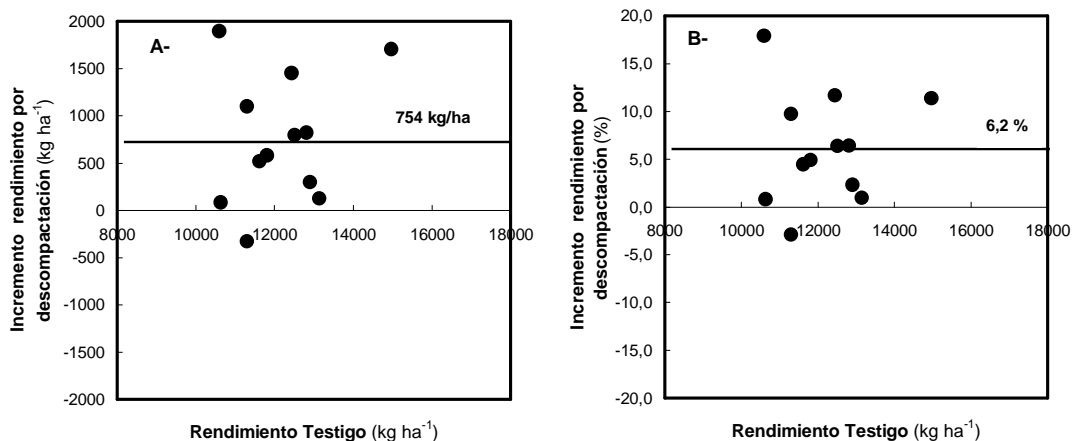 A-
Incremento rendimiento por
descompactación (kg ha⁻¹)
2000
1500
1000
500
0
-500
-1000
-1500
-2000
8000 10000 12000 14000 16000 18000
754 kg/ha
Rendimiento Testigo (kg ha⁻¹)
B-
Incremento rendimiento por
descompactación (%)
20,0
15,0
10,0
5,0
0,0
-5,0
-10,0
-15,0
-20,0
8000 10000 12000 14000 16000 18000
6,2 %
Rendimiento Testigo (kg ha⁻¹)